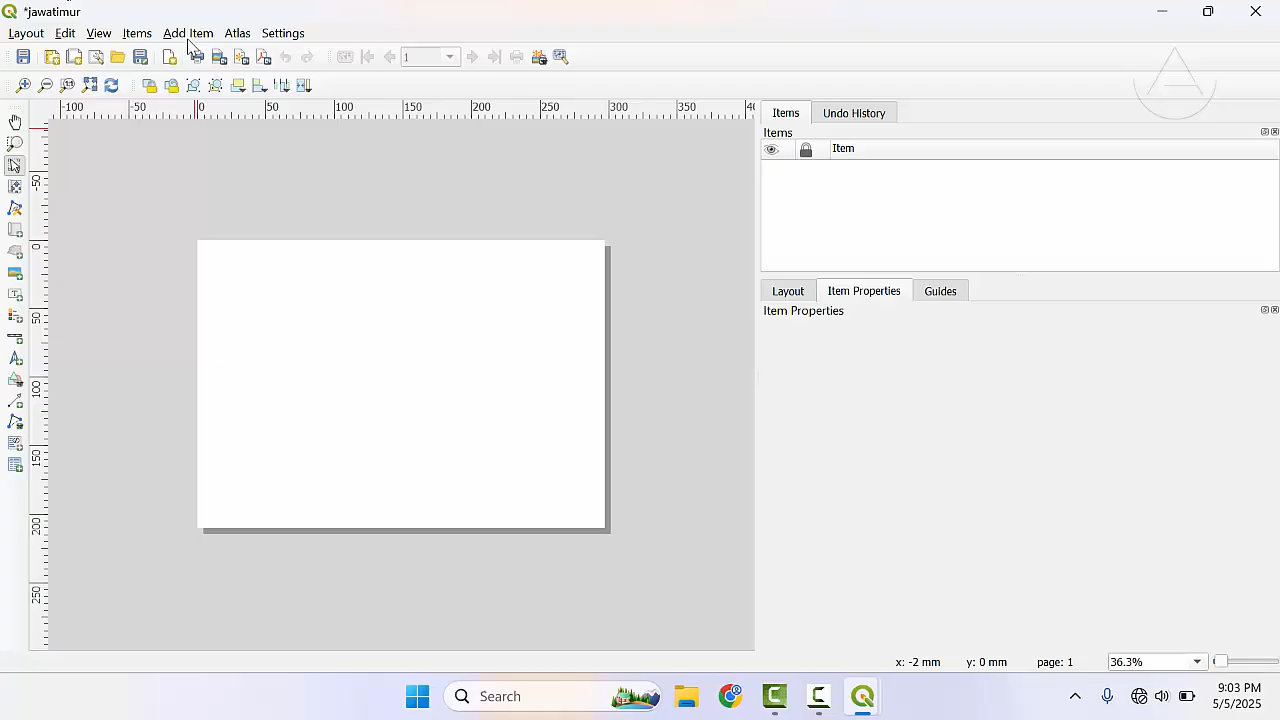 *jawatimur
Layout Edit View Items Add Item Atlas Settings
1
-100 -50 0 50 100 150 200 250 300 350 40
-50 0 50 100 150 200 250
Items Undo History
Items
Item
Layout Item Properties Guides
Item Properties
x: -2 mm y: 0 mm page: 1 36.3%
Search
9:03 PM
5/5/2025